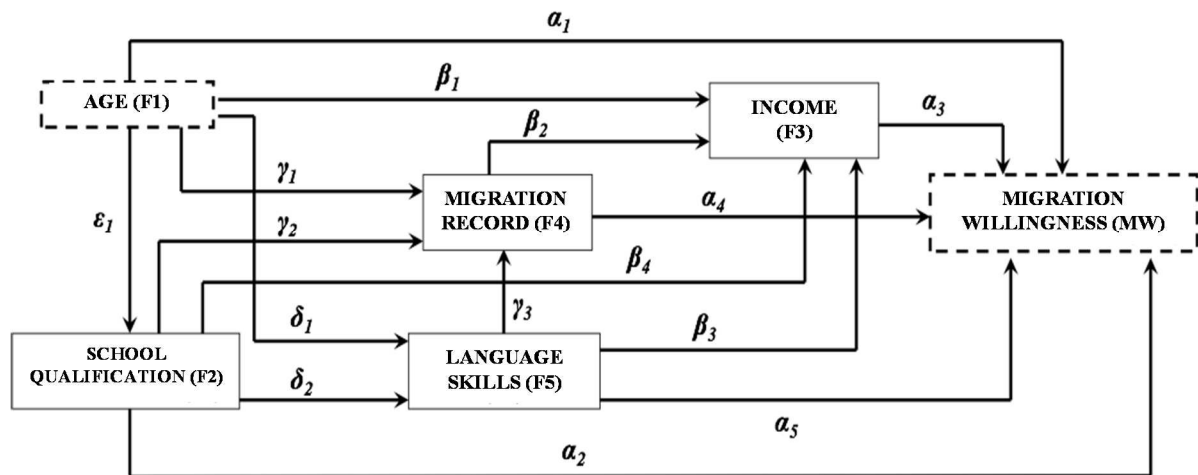 α1
AGE (F1)
β1
INCOME
(F3)
α3
β2
γ1
MIGRATION
RECORD (F4)
α4
MIGRATION
WILLINGNESS (MW)
ε1
γ2
β4
γ3
δ1
β3
SCHOOL
QUALIFICATION (F2)
LANGUAGE
SKILLS (F5)
δ2
α5
α2